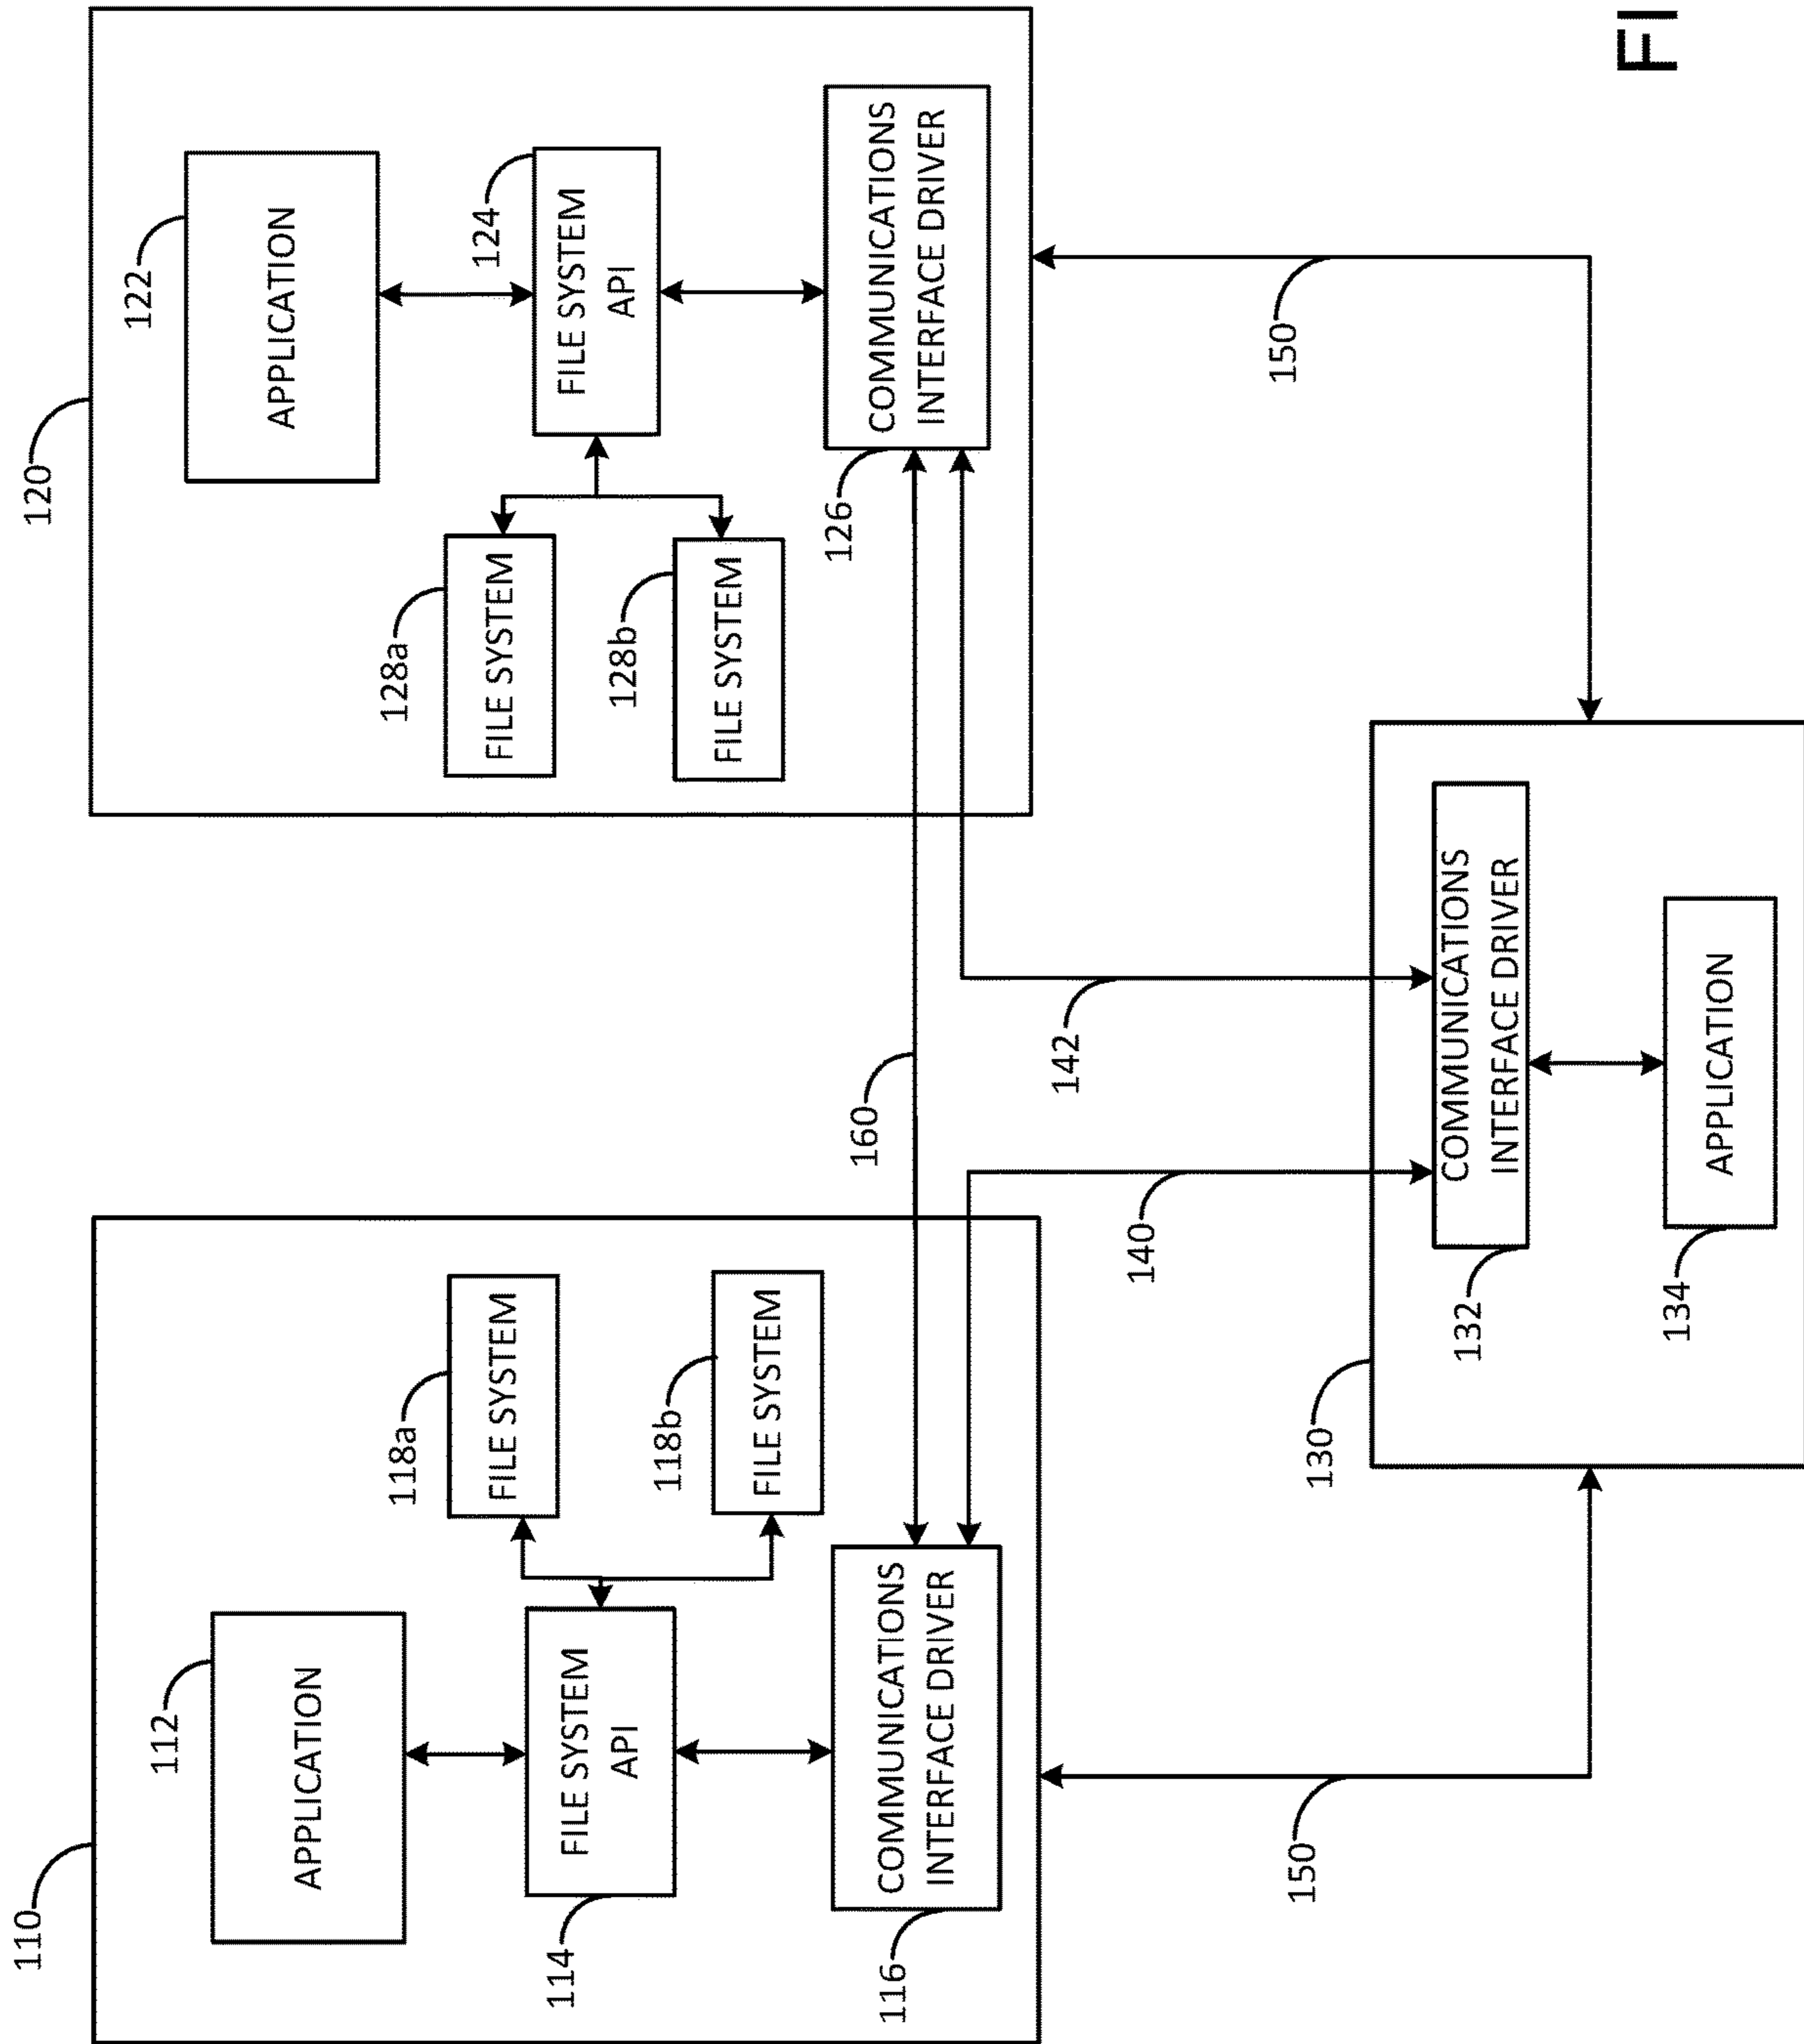 110
112
APPLICATION
118a
FILE SYSTEM
114
FILE SYSTEM
API
118b
FILE SYSTEM
116
COMMUNICATIONS
INTERFACE DRIVER
120
122
APPLICATION
128a
FILE SYSTEM
124
FILE SYSTEM
API
128b
FILE SYSTEM
126
COMMUNICATIONS
INTERFACE DRIVER
160
140
142
150
150
130
132
COMMUNICATIONS
INTERFACE DRIVER
134
APPLICATION
FI